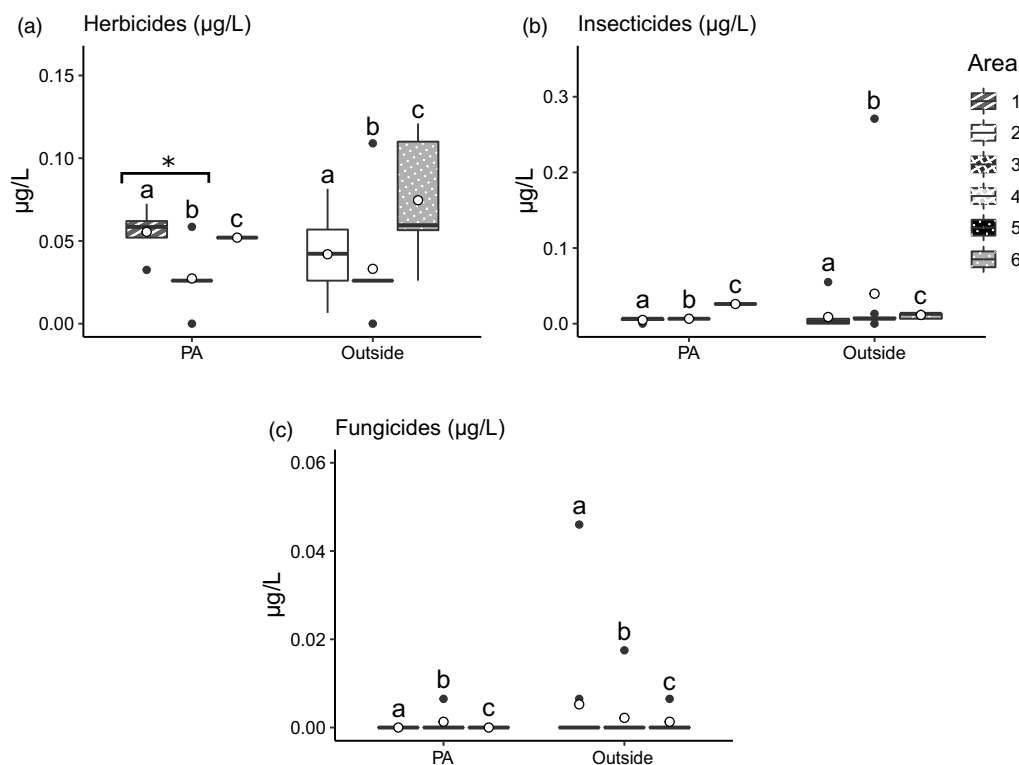 (a) Herbicides (µg/L)
µg/L
0.15
0.10
0.05
0.00
*
a
b
c
a
b
c
PA
Outside
(b) Insecticides (µg/L)
µg/L
0.3
0.2
0.1
0.0
a
b
c
a
b
c
PA
Outside
Area
1
2
3
4
5
6
(c) Fungicides (µg/L)
µg/L
0.06
0.04
0.02
0.00
a
b
c
a
b
c
PA
Outside